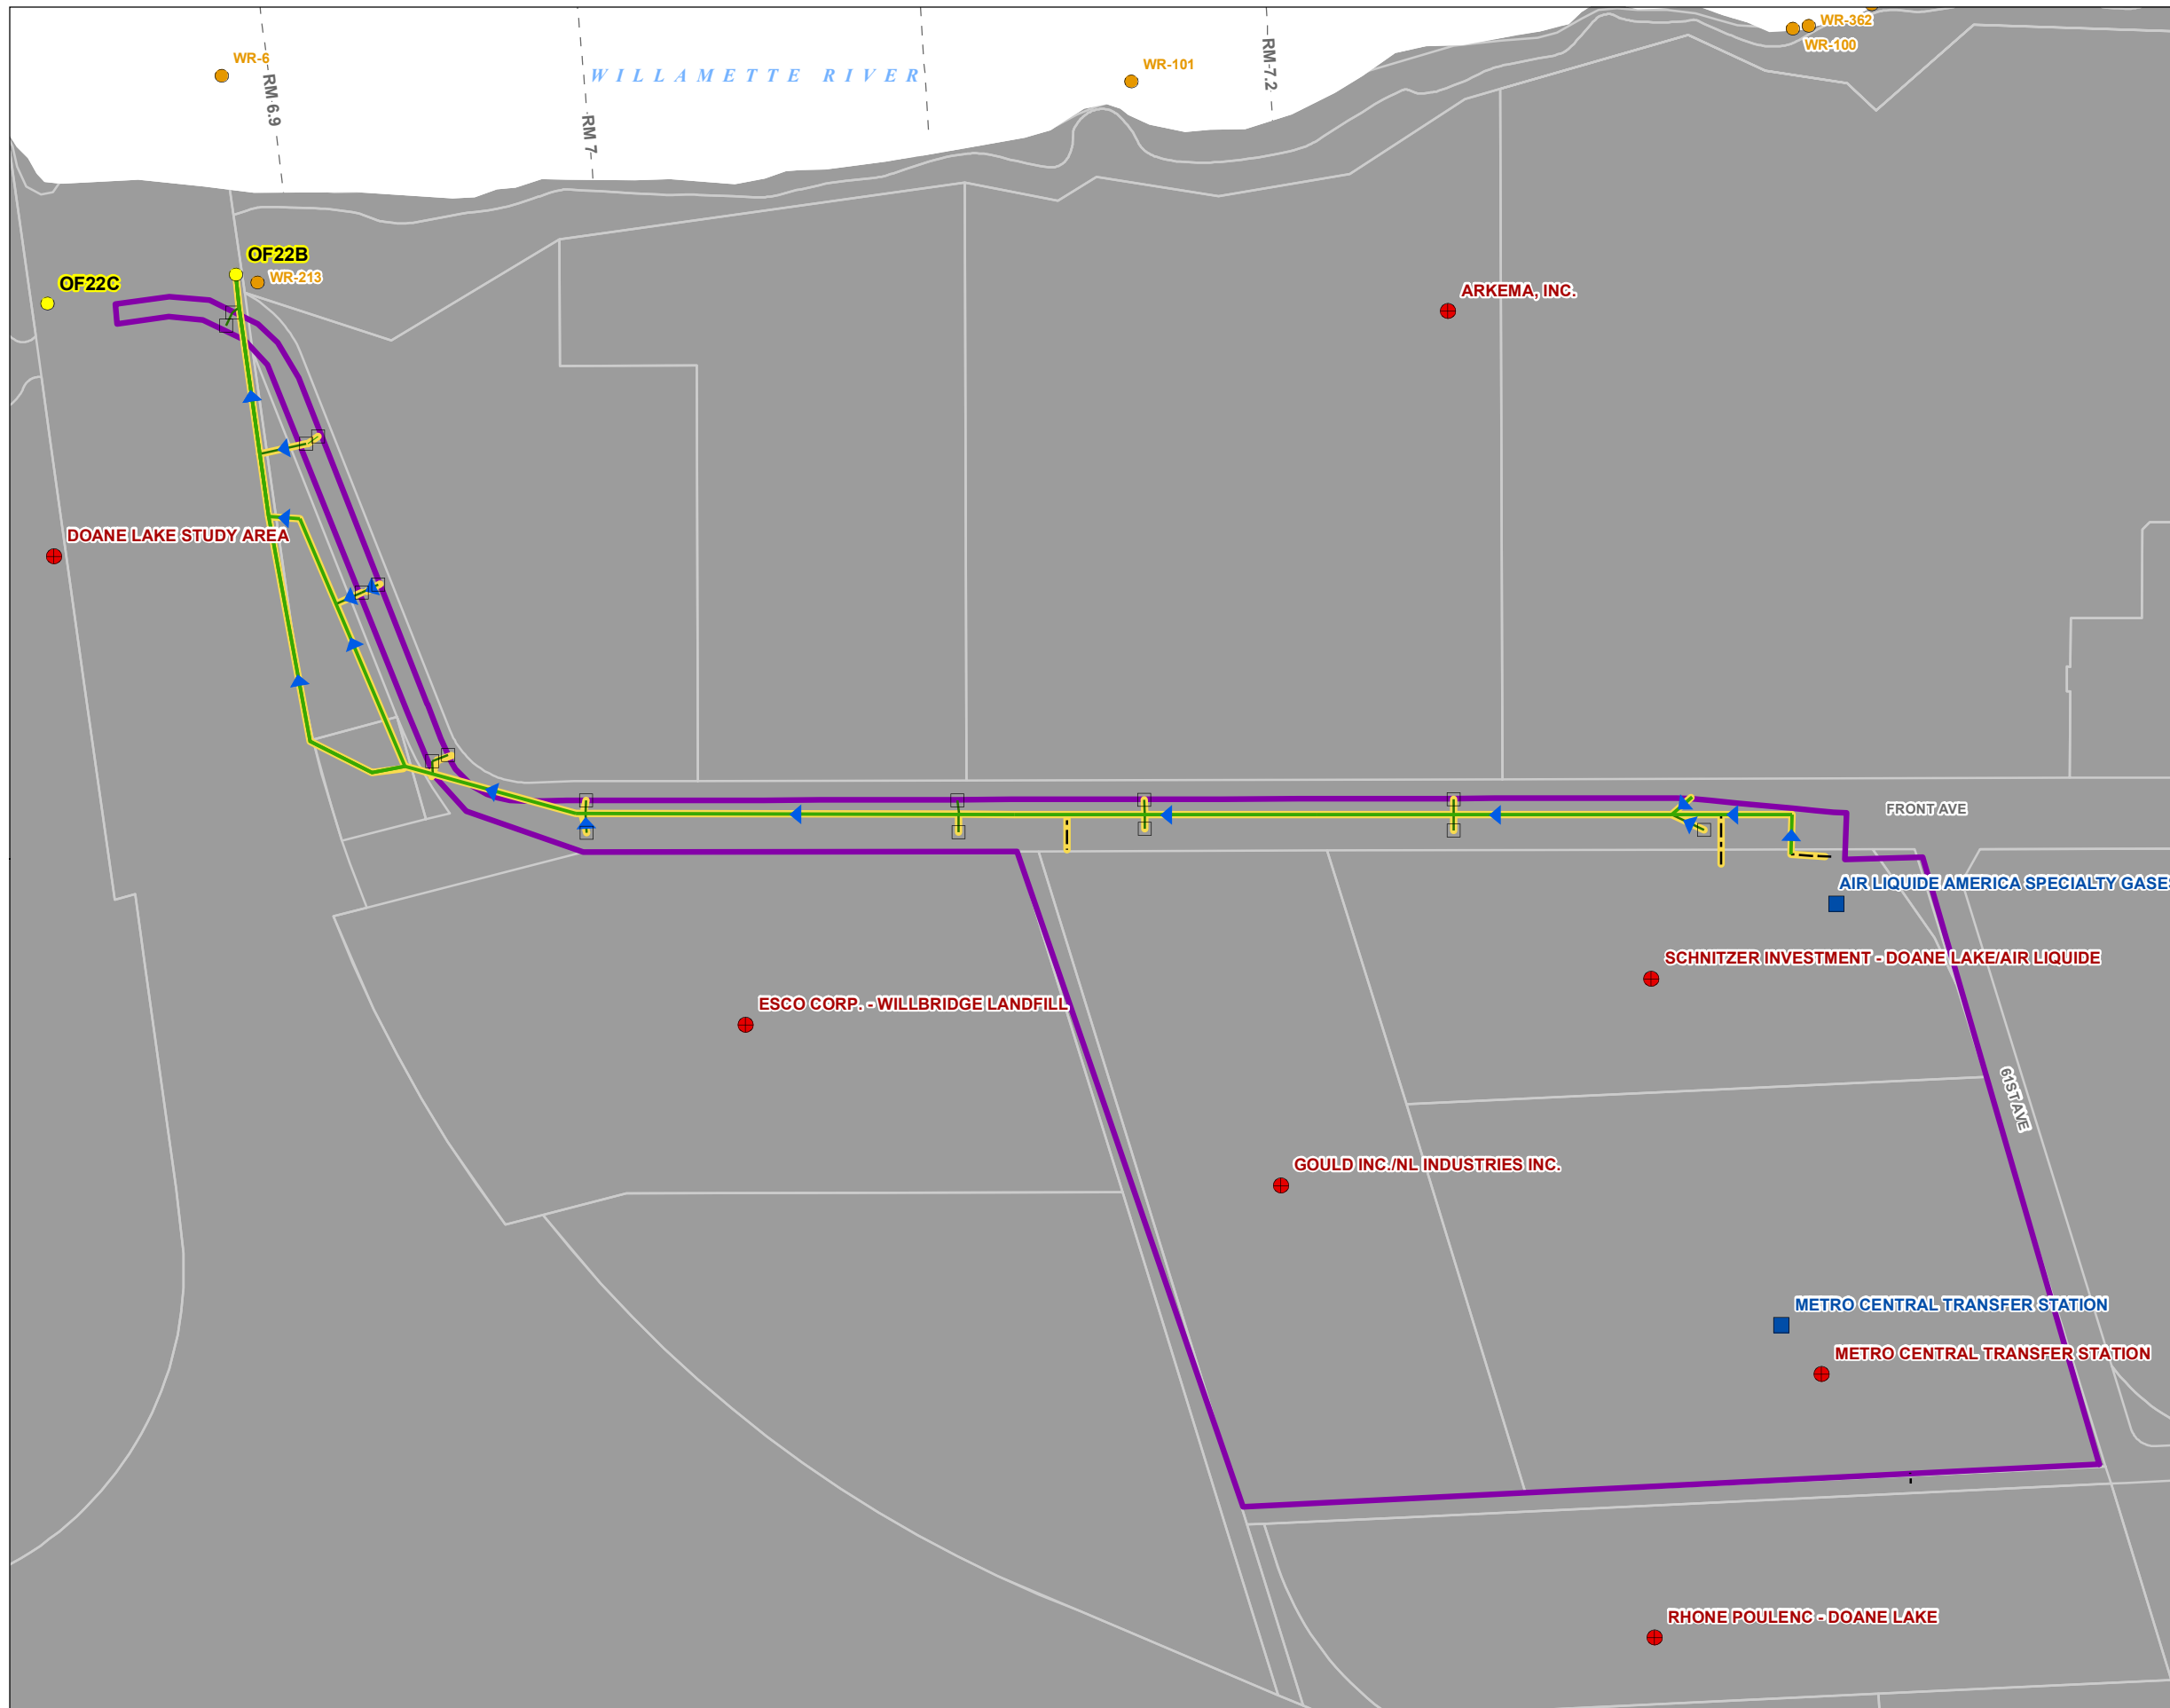 WR-362
WR-100
WR-6
WR-101
WILLAMETTE RIVER
RM 6.9
RM 7
RM 7.2
OF22B
WR-213
OF22C
ARKEMA, INC.
DOANE LAKE STUDY AREA
FRONT AVE
AIR LIQUIDE AMERICA SPECIALTY GASES
SCHNITZER INVESTMENT - DOANE LAKE/AIR LIQUIDE
ESCO CORP. - WILLBRIDGE LANDFILL
61ST AVE
GOULD INC./NL INDUSTRIES INC.
METRO CENTRAL TRANSFER STATION
METRO CENTRAL TRANSFER STATION
RHONE POULENC - DOANE LAKE